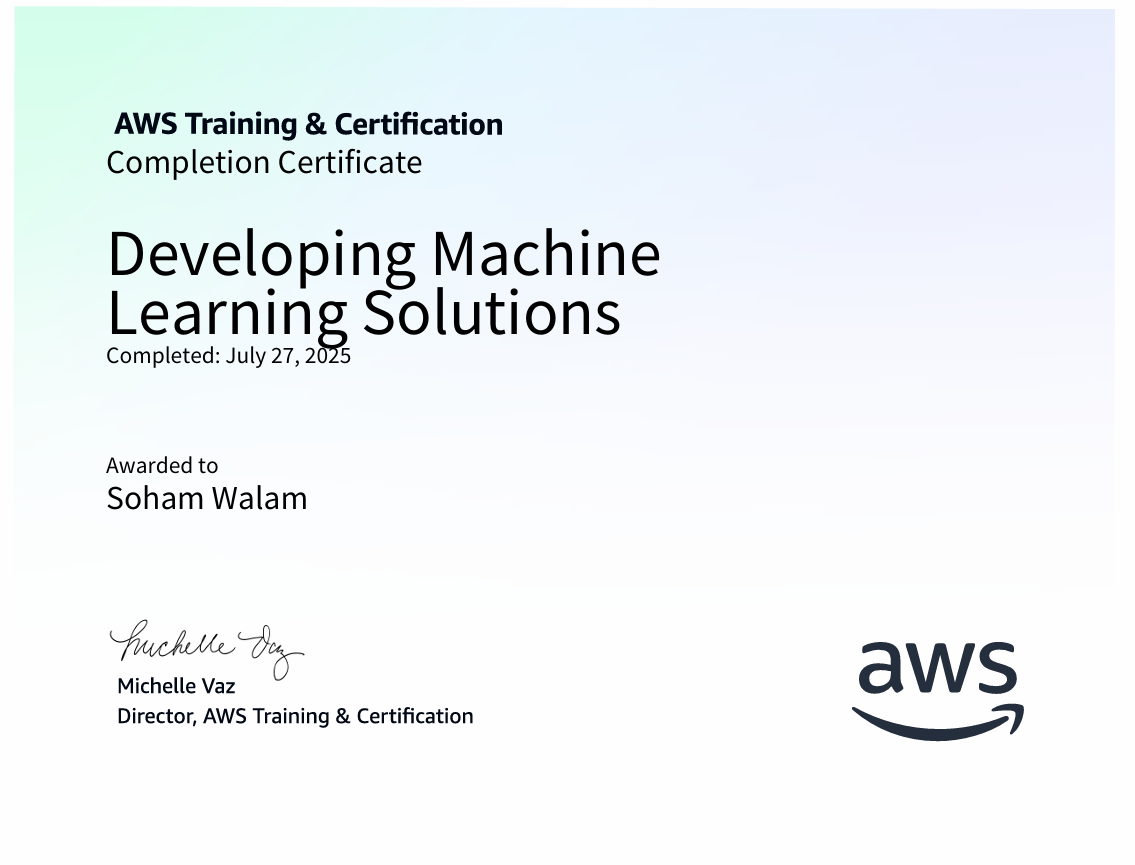 AWS Training & Certification
Completion Certificate
Developing Machine
Learning Solutions
Completed: July 27, 2025
Awarded to
Soham Walam
Michelle Vaz
Michelle Vaz
Director, AWS Training & Certification
aws